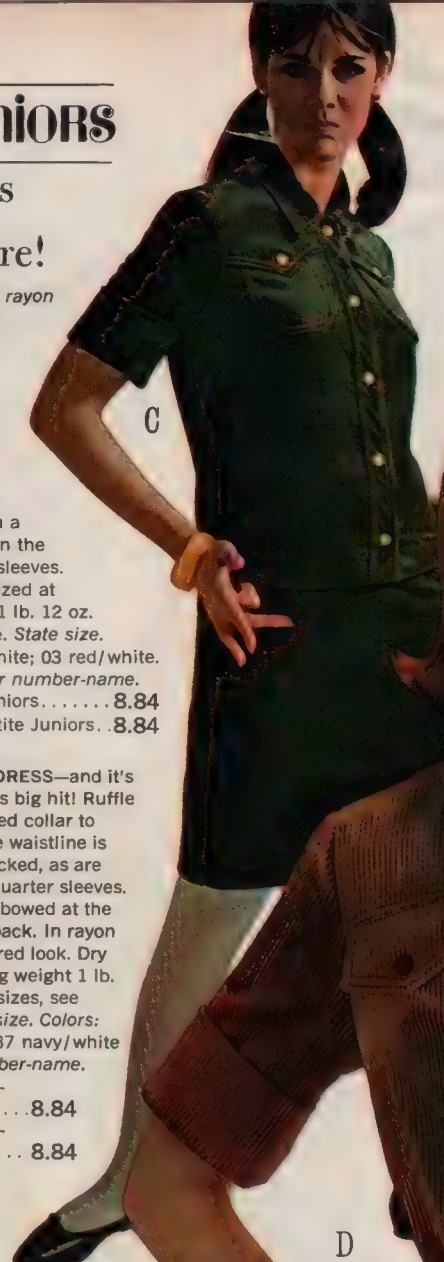 niors
s
re!
rayon
C
n a
n the
sleeves.
ized at
1 lb. 12 oz.
e. State size.
hite; 03 red/white.
r number-name.
niors.......8.84
tite Juniors..8.84
DRESS—and it's
s big hit! Ruffle
ed collar to
e waistline is
cked, as are
uarter sleeves.
bowed at the
back. In rayon
red look. Dry
g weight 1 lb.
sizes, see
size. Colors:
37 navy/white
ber-name.
...8.84
..8.84
D